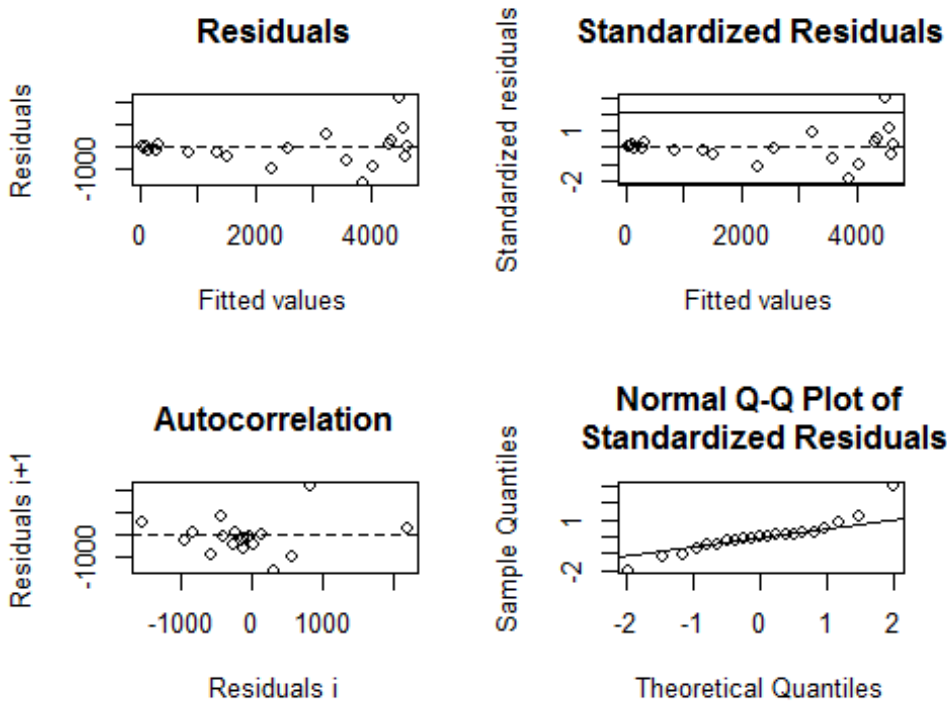 Residuals
Residuals
-1000
0 2000 4000
Fitted values
Standardized Residuals
Standardized residuals
1
-2
0 2000 4000
Fitted values
Autocorrelation
Residuals i+1
-1000
-1000 0 1000
Residuals i
Normal Q-Q Plot of
Standardized Residuals
Sample Quantiles
1
-2
-2 -1 0 1 2
Theoretical Quantiles